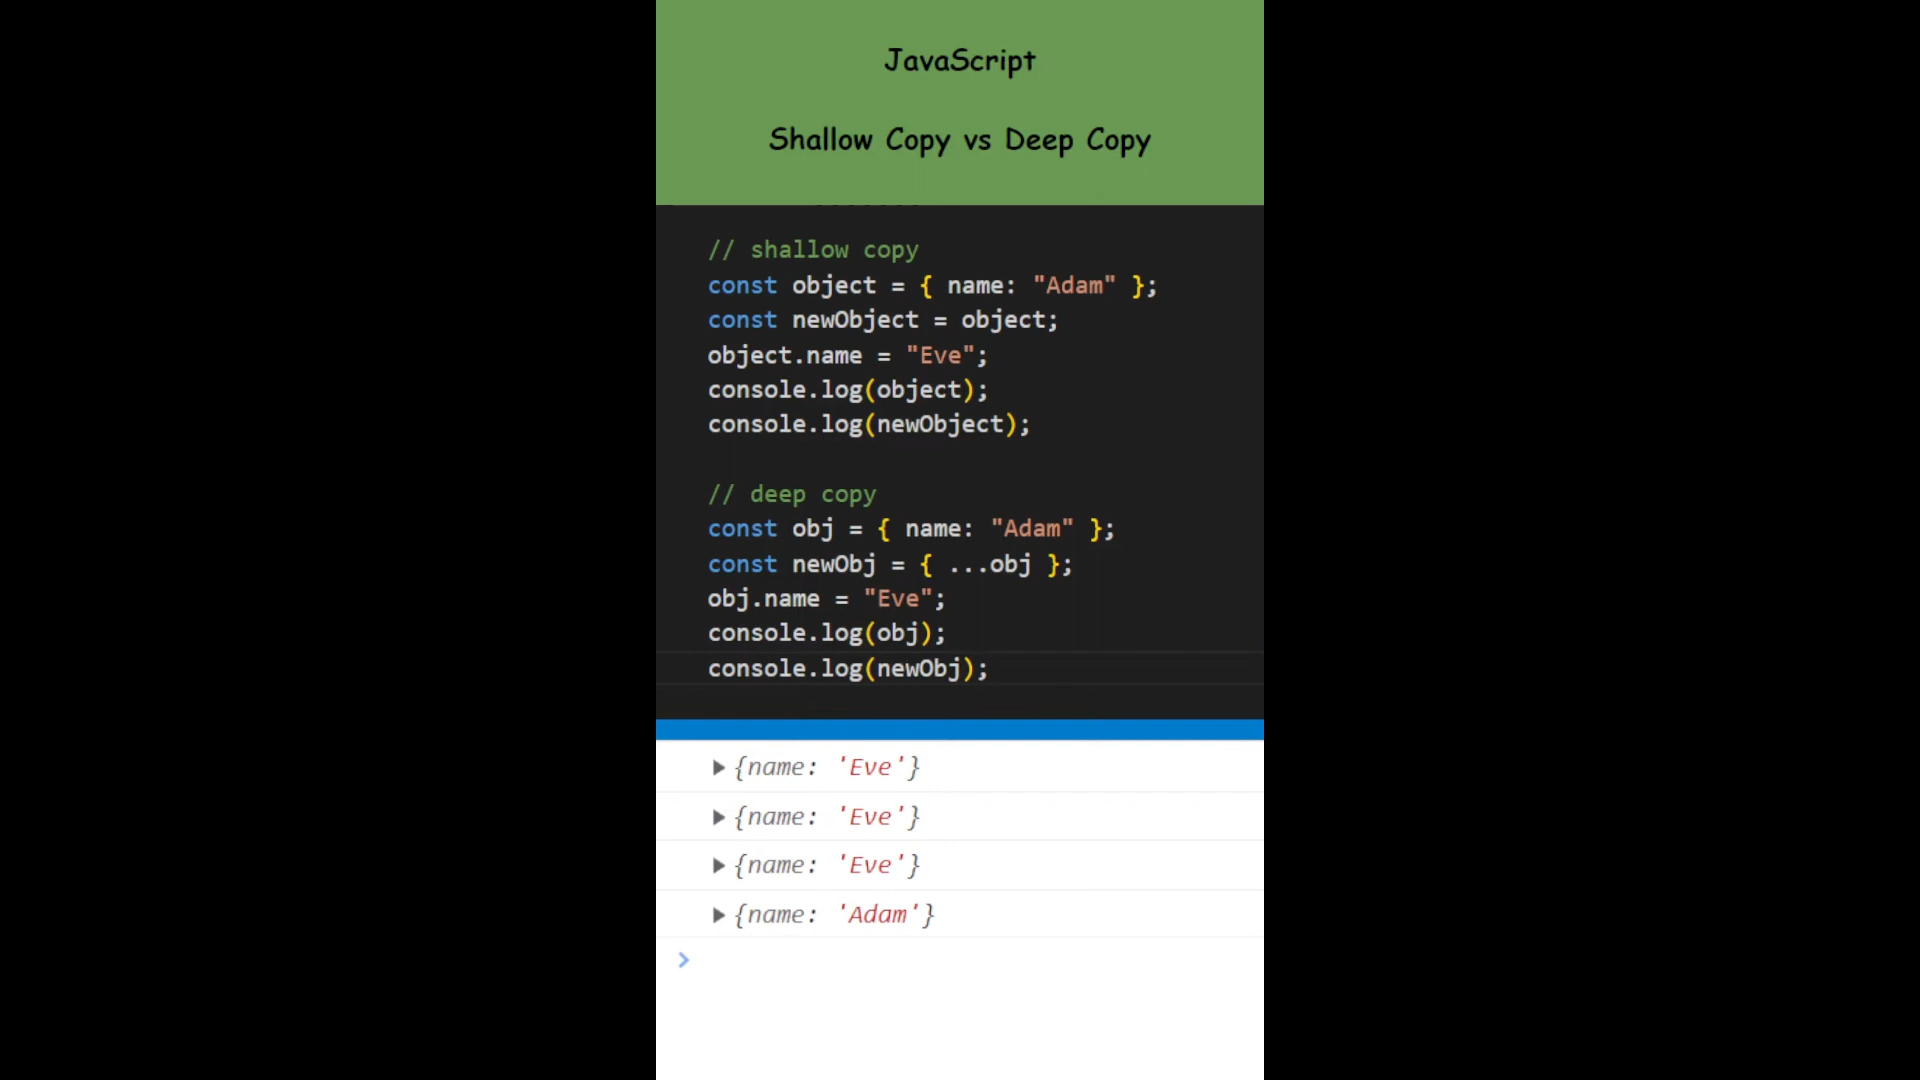 JavaScript
Shallow Copy vs Deep Copy
// shallow copy
const object = { name: "Adam" };
const newObject = object;
object.name = "Eve";
console.log(object);
console.log(newObject);
// deep copy
const obj = { name: "Adam" };
const newObj = { ...obj };
obj.name = "Eve";
console.log(obj);
console.log(newObj);
{name: 'Eve'}
{name: 'Eve'}
{name: 'Eve'}
{name: 'Adam'}